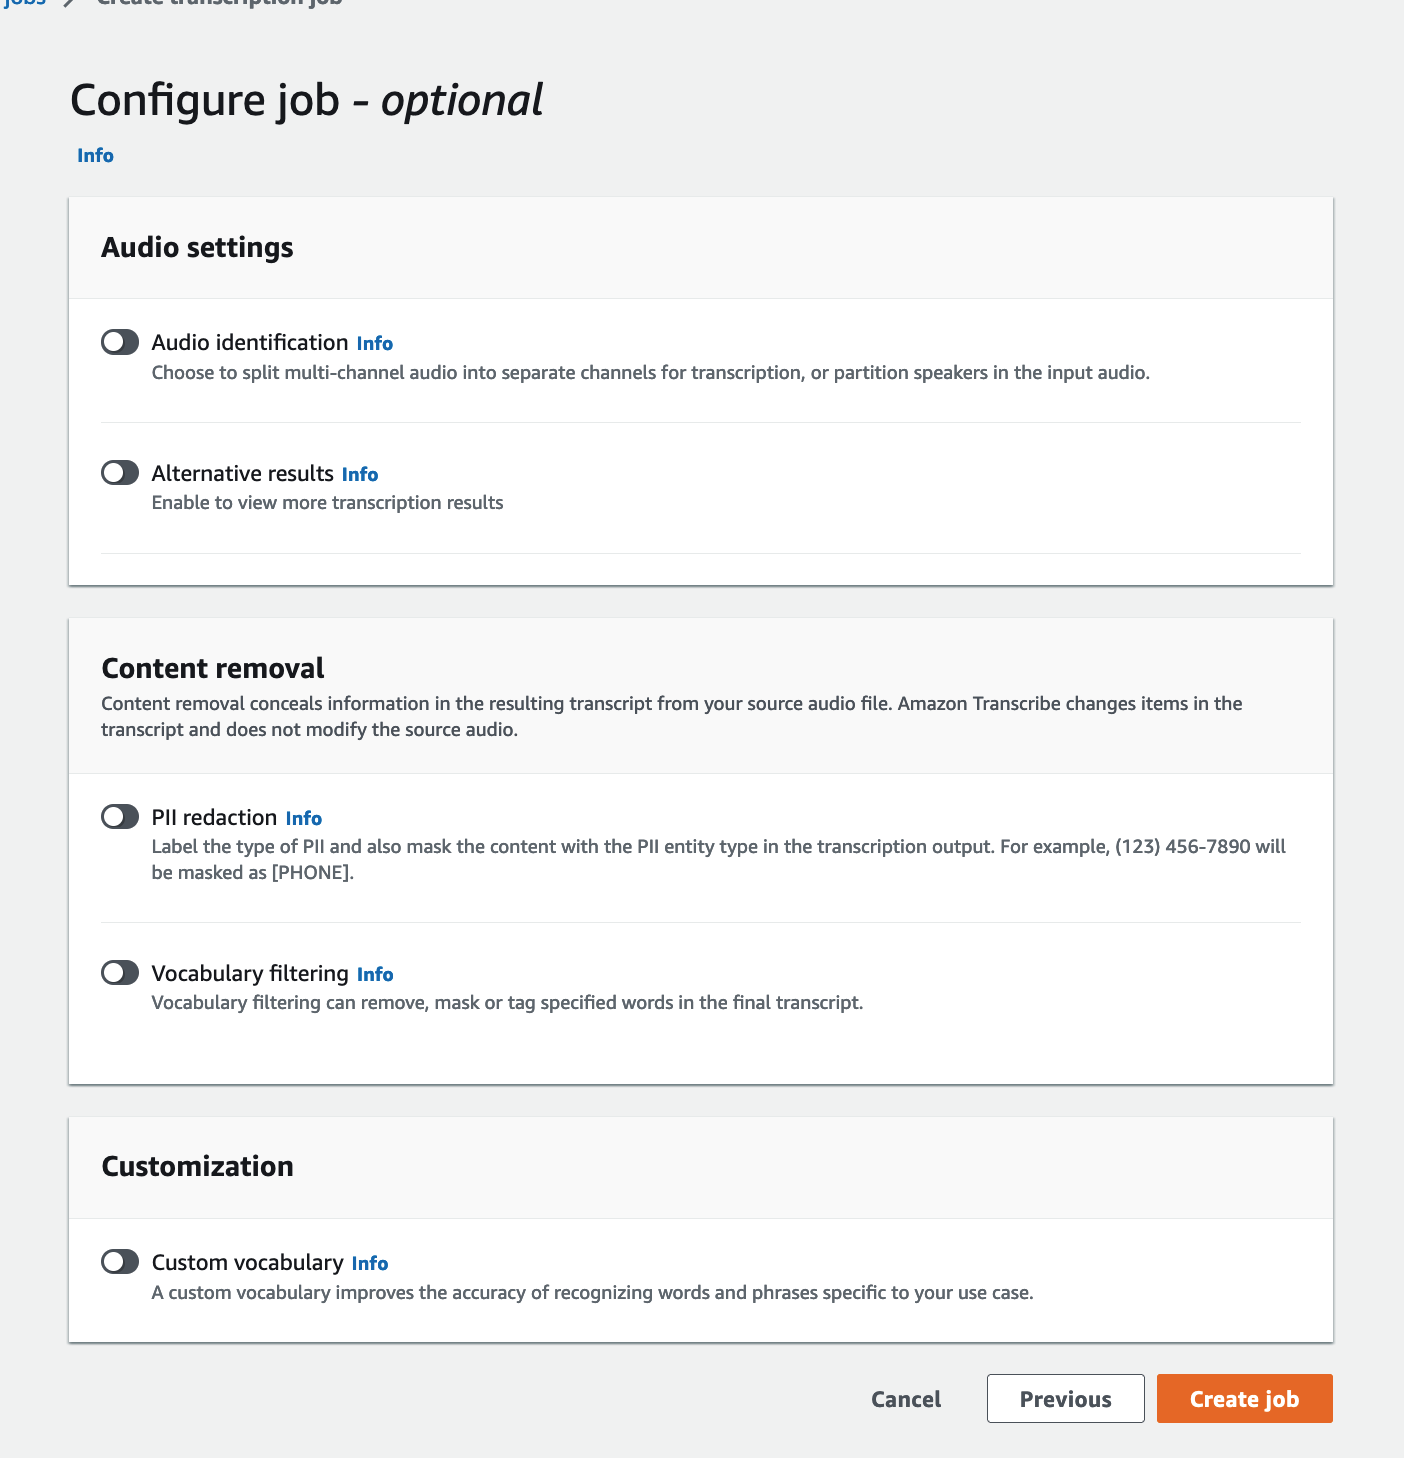 jobs > Create transcription job
Configure job - optional
Info
Audio settings
Audio identification Info
Choose to split multi-channel audio into separate channels for transcription, or partition speakers in the input audio.
Alternative results Info
Enable to view more transcription results
Content removal
Content removal conceals information in the resulting transcript from your source audio file. Amazon Transcribe changes items in the
transcript and does not modify the source audio.
PII redaction Info
Label the type of PII and also mask the content with the PII entity type in the transcription output. For example, (123) 456-7890 will
be masked as [PHONE].
Vocabulary filtering Info
Vocabulary filtering can remove, mask or tag specified words in the final transcript.
Customization
Custom vocabulary Info
A custom vocabulary improves the accuracy of recognizing words and phrases specific to your use case.
Cancel Previous Create job